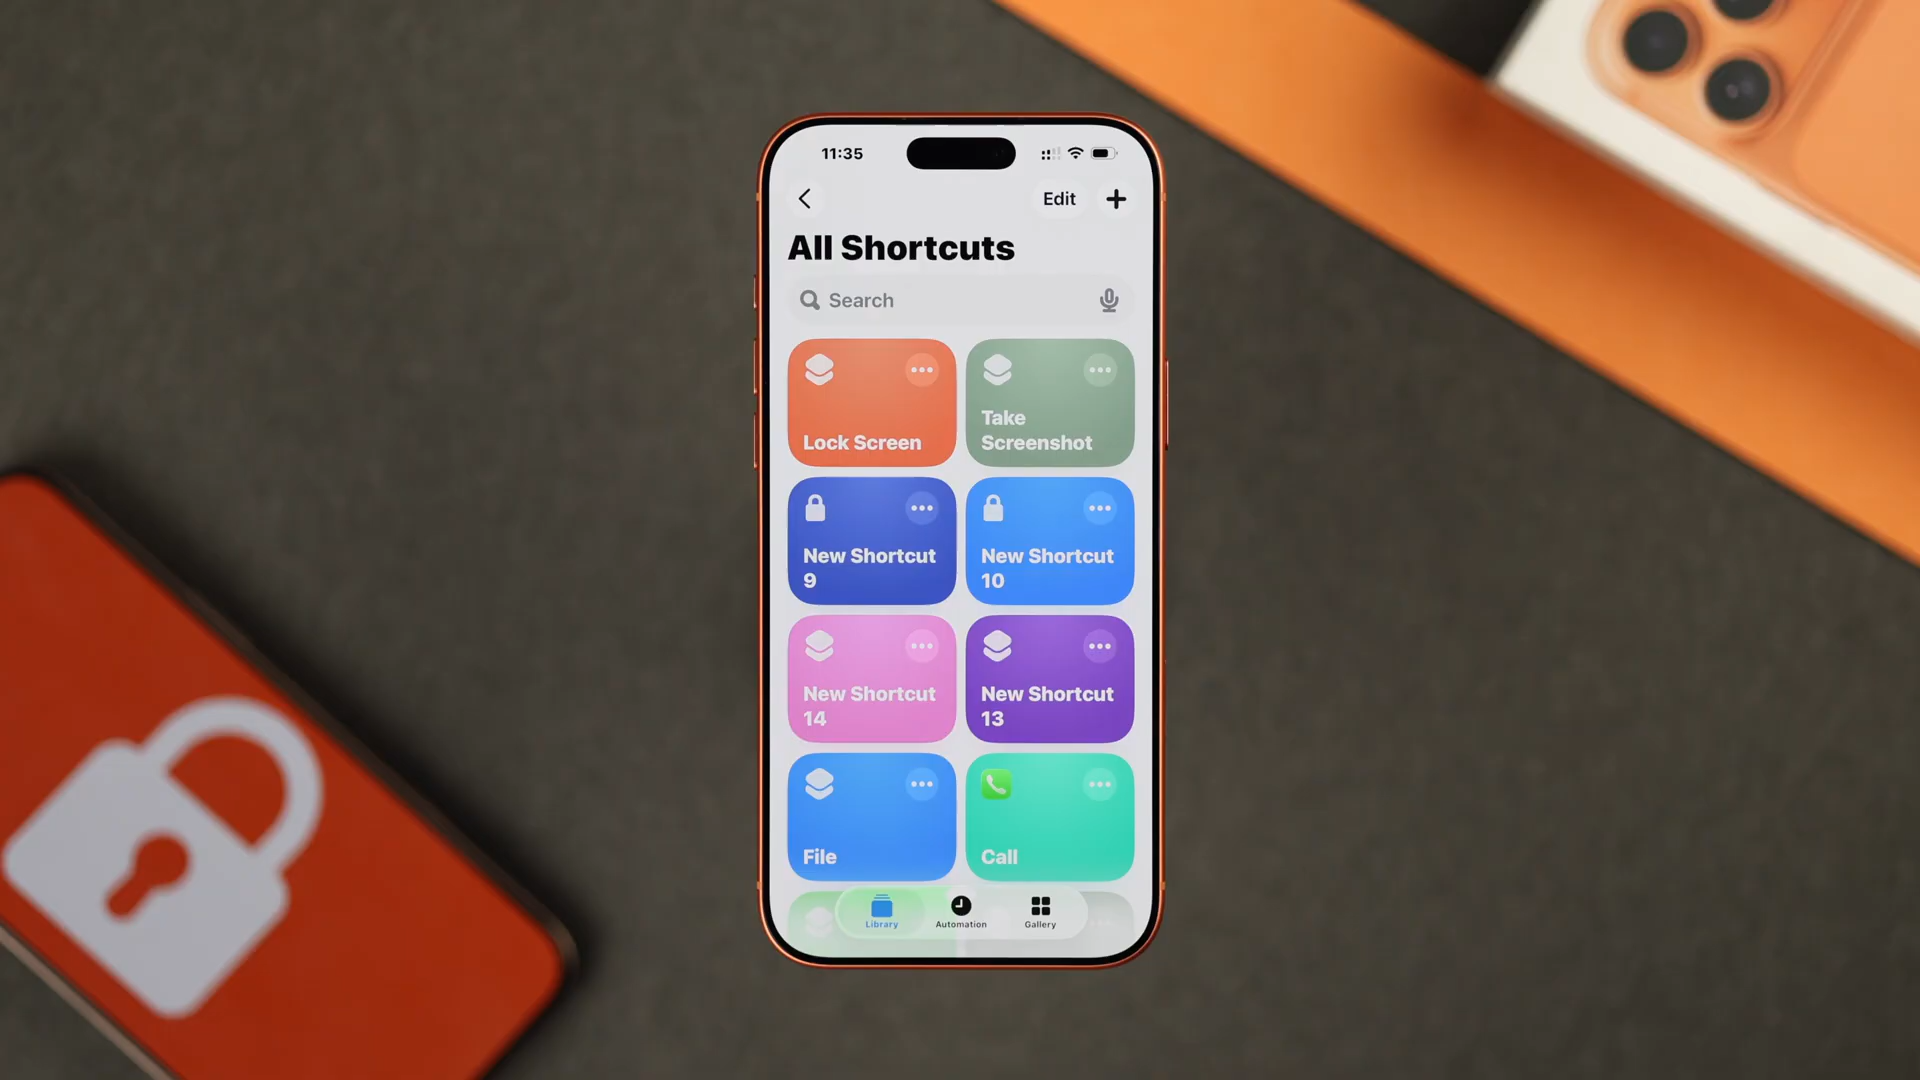 11:35
Edit
All Shortcuts
Search
Lock Screen
Take
Screenshot
New Shortcut
9
New Shortcut
10
New Shortcut
14
New Shortcut
13
File
Call
Library
Automation
Gallery